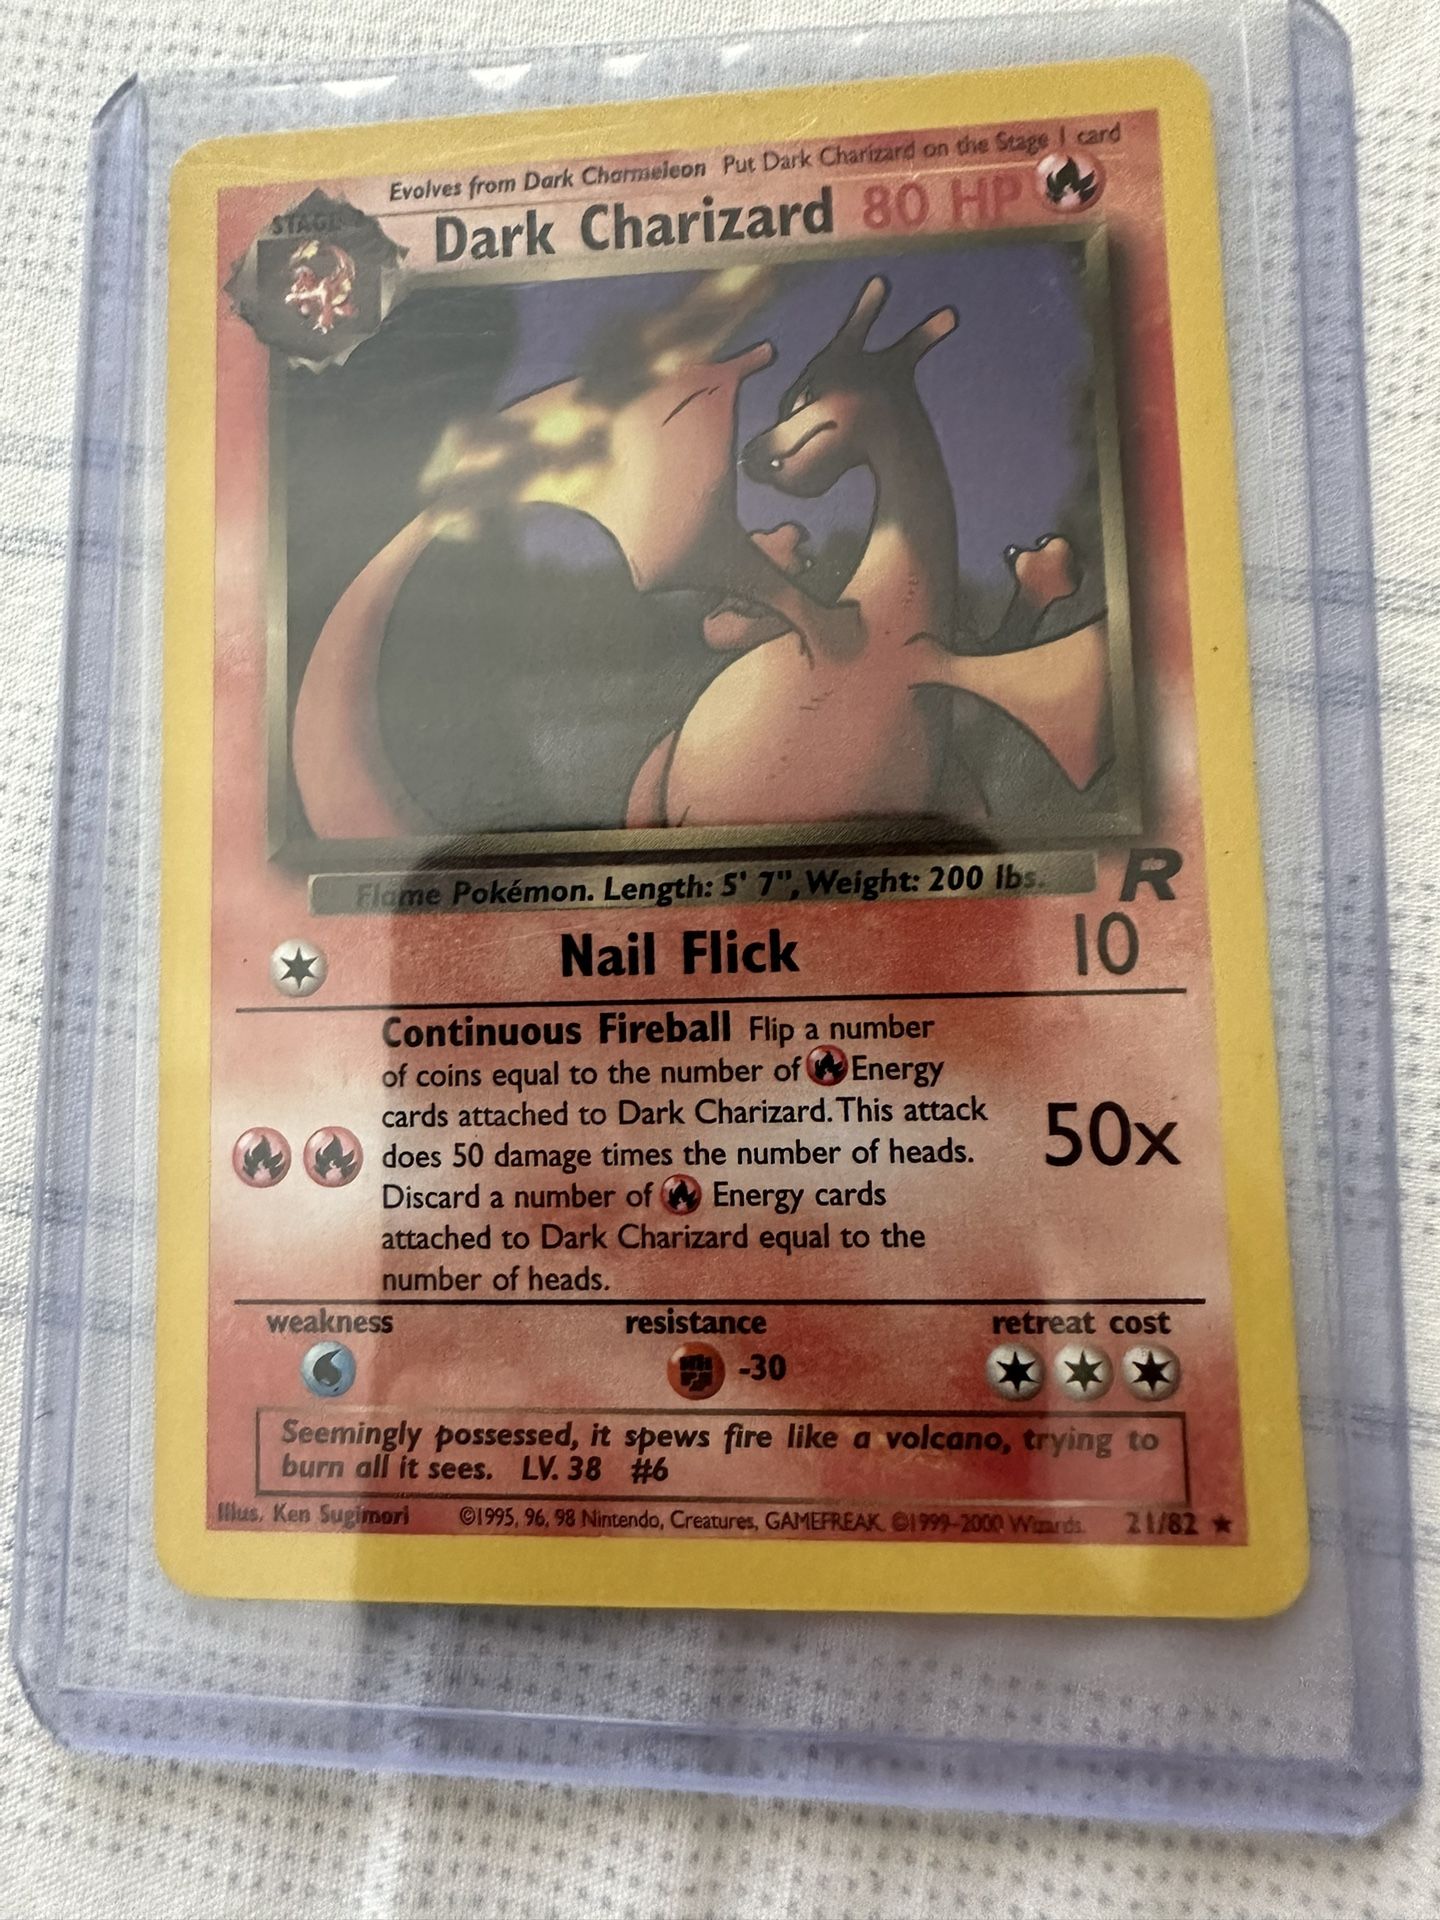 Evolves from Dark Charmeleon Put Dark Charizard on the Stage 1 card
STAGE 2
Dark Charizard 80 HP
Flame Pokémon. Length: 5' 7", Weight: 200 lbs.
R
Nail Flick 10
Continuous Fireball Flip a number
of coins equal to the number of Energy
cards attached to Dark Charizard. This attack
does 50 damage times the number of heads.
Discard a number of Energy cards
attached to Dark Charizard equal to the
number of heads.
50x
weakness resistance retreat cost
-30
Seemingly possessed, it spews fire like a volcano, trying to
burn all it sees. LV. 38 #6
Illus. Ken Sugimori ©1995, 96, 98 Nintendo, Creatures, GAMEFREAK. ©1999-2000 Wizards. 21/82 ★